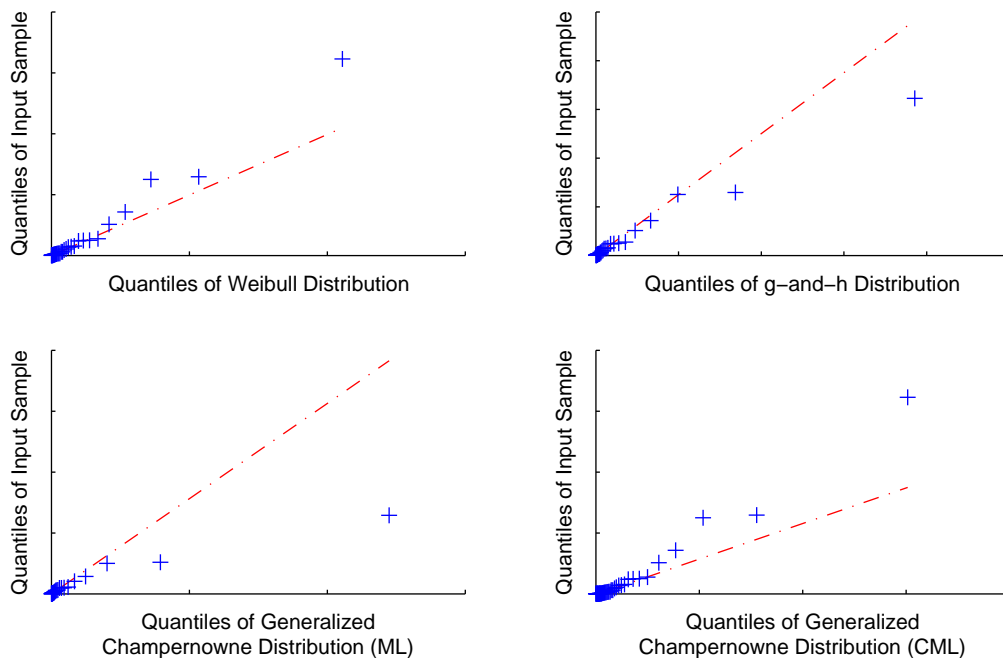 Quantiles of Input Sample
Quantiles of Weibull Distribution
Quantiles of Input Sample
Quantiles of g−and−h Distribution
Quantiles of Input Sample
Quantiles of Generalized
Champernowne Distribution (ML)
Quantiles of Input Sample
Quantiles of Generalized
Champernowne Distribution (CML)